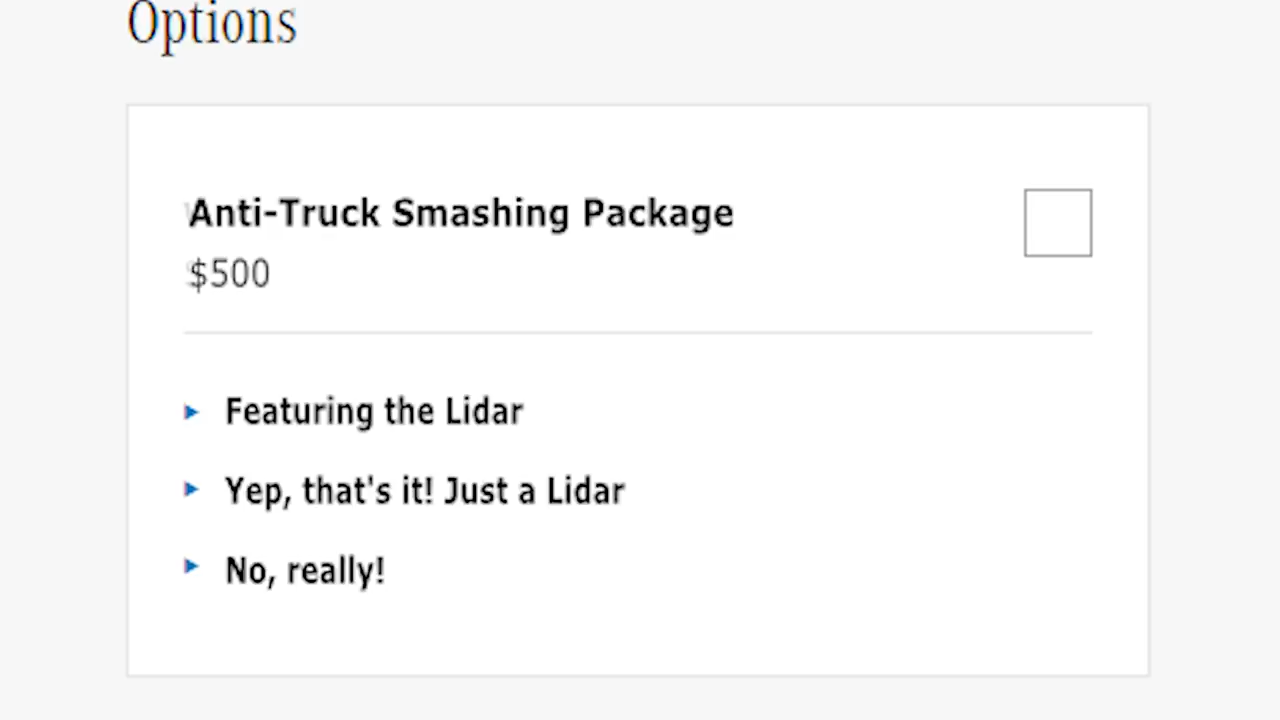 Options
Anti-Truck Smashing Package
$500
Featuring the Lidar
Yep, that's it! Just a Lidar
No, really!